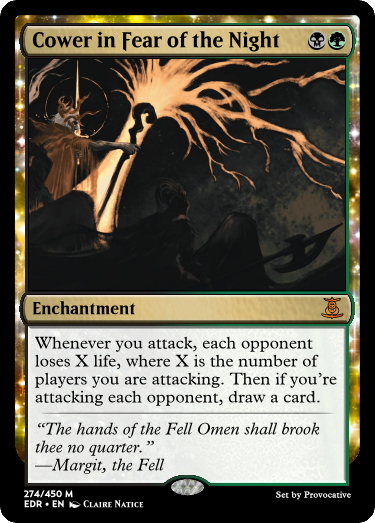 Cower in Fear of the Night
Enchantment
Whenever you attack, each opponent
loses X life, where X is the number of
players you are attacking. Then if you're
attacking each opponent, draw a card.
"The hands of the Fell Omen shall brook
thee no quarter."
—Margit, the Fell
274/450 M
EDR • EN Claire Natice
Set by Provocative